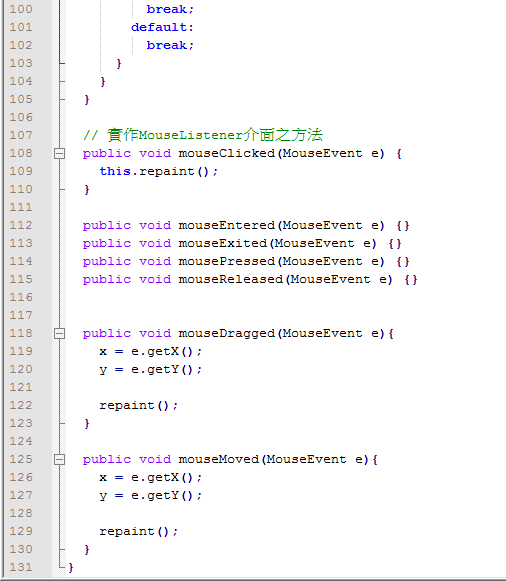 100 break;
101 default:
102 break;
103 }
104 }
105 }
106
107 // 實作MouseListener介面之方法
108 public void mouseClicked(MouseEvent e) {
109 this.repaint();
110 }
111
112 public void mouseEntered(MouseEvent e) {}
113 public void mouseExited(MouseEvent e) {}
114 public void mousePressed(MouseEvent e) {}
115 public void mouseReleased(MouseEvent e) {}
116
117
118 public void mouseDragged(MouseEvent e){
119 x = e.getX();
120 y = e.getY();
121
122 repaint();
123 }
124
125 public void mouseMoved(MouseEvent e){
126 x = e.getX();
127 y = e.getY();
128
129 repaint();
130 }
131 }